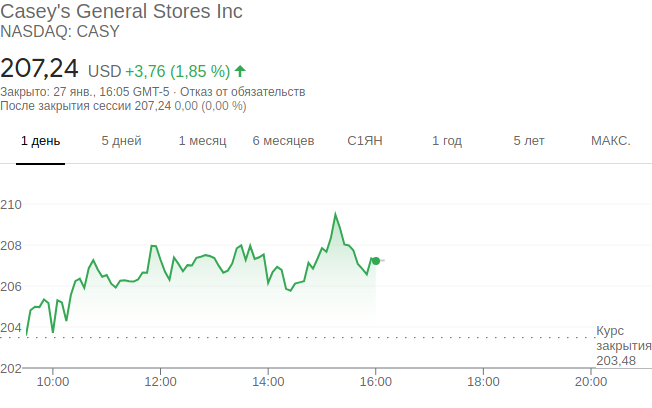 Casey's General Stores Inc
NASDAQ: CASY
207,24 USD +3,76 (1,85 %)
Закрыто: 27 янв., 16:05 GMT-5 · Отказ от обязательств
После закрытия сессии 207,24 0,00 (0,00 %)
1 день 5 дней 1 месяц 6 месяцев С1ЯН 1 год 5 лет МАКС.
210
208
206
204
Курс
закрытия
203,48
202
10:00 12:00 14:00 16:00 18:00 20:00